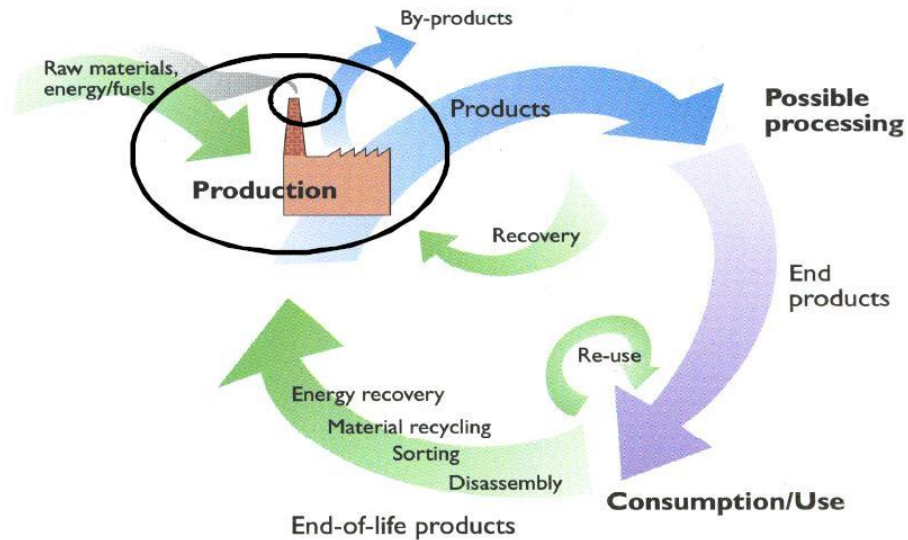 By-products
Raw materials,
energy/fuels
Products
Possible
processing
Production
Recovery
End
products
Re-use
Energy recovery
Material recycling
Sorting
Disassembly
Consumption/Use
End-of-life products